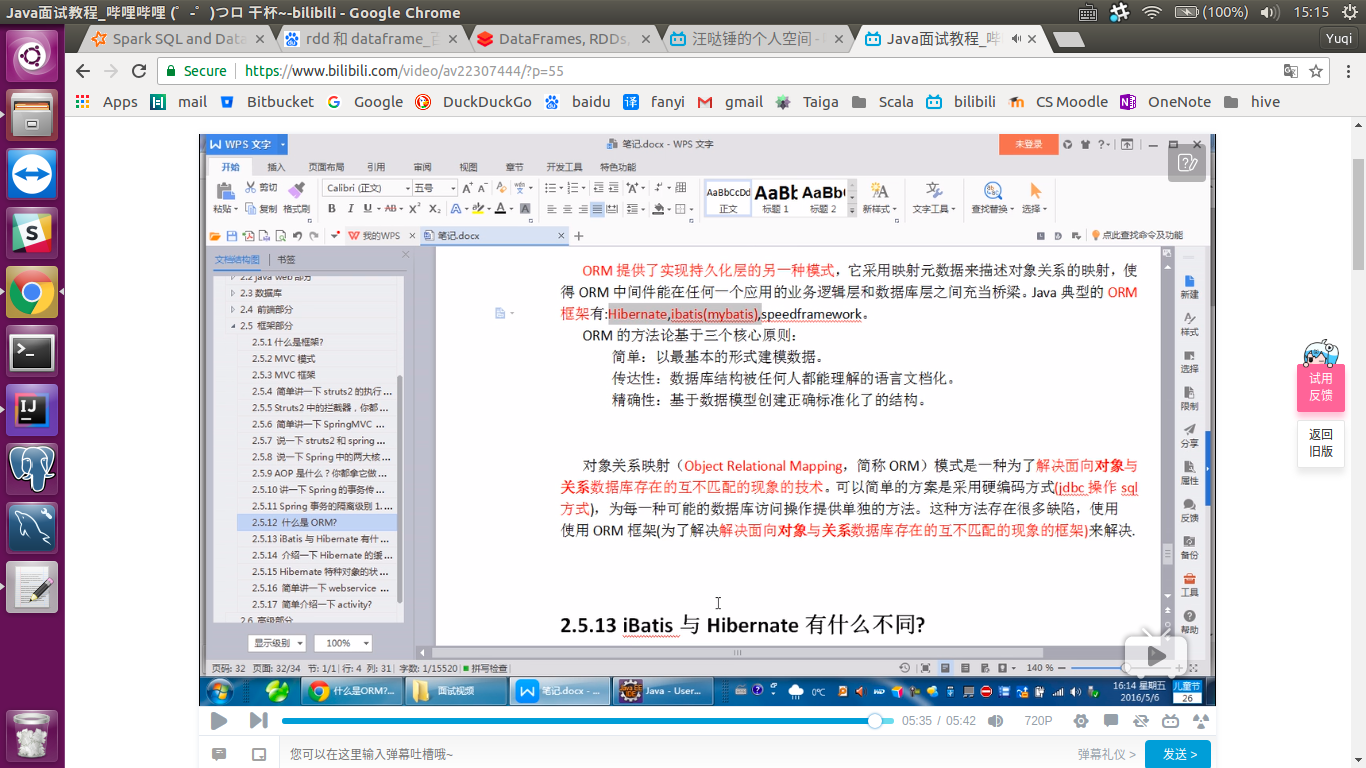 Java面试教程_哔哩哔哩 (゜-゜)つロ 干杯~-bilibili - Google Chrome
(100%)
15:15
Spark SQL and Data
rdd 和 dataframe_百
DataFrames, RDDs,
汪哒锤的个人空间 - 哔
Java面试教程_哔
Yuqi
Secure
https://www.bilibili.com/video/av22307444/?p=55
Apps
mail
Bitbucket
Google
DuckDuckGo
baidu
fanyi
gmail
Taiga
Scala
bilibili
CS Moodle
OneNote
hive
WPS 文字
笔记.docx - WPS 文字
未登录
开始
插入
页面布局
引用
审阅
视图
章节
开发工具
特色功能
粘贴
剪切
复制
格式刷
Calibri (正文)
五号
AaBbCcDd
正文
标题 1
标题 2
新样式
文字工具
查找替换
选择
我的WPS
笔记.docx
点此查找命令及功能
文档结构图
书签
2.2 java web 部分
2.3 数据库
2.4 前端部分
2.5 框架部分
2.5.1 什么是框架?
2.5.2 MVC 模式
2.5.3 MVC 框架
2.5.4 简单讲一下 struts2 的执行 ...
2.5.5 Struts2 中的拦截器，你都 ...
2.5.6 简单讲一下 SpringMVC ...
2.5.7 说一下 struts2 和 spring ...
2.5.8 说一下 Spring 中的两大核 ...
2.5.9 AOP 是什么？你都拿它做 ...
2.5.10 讲一下 Spring 的事务传 ...
2.5.11 Spring 事务的隔离级别 1. ...
2.5.12 什么是 ORM?
2.5.13 iBatis 与 Hibernate 有什 ...
2.5.14 介绍一下 Hibernate 的缓 ...
2.5.15 Hibernate 特种对象的状 ...
2.5.16 简单讲一下 webservice ...
2.5.17 简单介绍一下 activity?
2.6 高级部分
显示级别
100%
ORM 提供了实现持久化层的另一种模式，它采用映射元数据来描述对象关系的映射，使
得 ORM 中间件能在任何一个应用的业务逻辑层和数据库层之间充当桥梁。Java 典型的 ORM
框架有:Hibernate,ibatis(mybatis),speedframework。
ORM 的方法论基于三个核心原则：
简单：以最基本的形式建模数据。
传达性：数据库结构被任何人都能理解的语言文档化。
精确性：基于数据模型创建正确标准化了的结构。
对象关系映射（Object Relational Mapping，简称 ORM）模式是一种为了解决面向对象与
关系数据库存在的互不匹配的现象的技术。可以简单的方案是采用硬编码方式(jdbc 操作 sql
方式)，为每一种可能的数据库访问操作提供单独的方法。这种方法存在很多缺陷，使用
使用 ORM 框架(为了解决解决面向对象与关系数据库存在的互不匹配的现象的框架)来解决.
2.5.13 iBatis 与 Hibernate 有什么不同?
新建
样式
选择
限制
分享
属性
反馈
备份
工具
帮助
试用
反馈
返回
旧版
页码: 32 页面: 32/34 节: 1/1 行: 4 列: 31 字数: 1/15520 拼写检查
140 %
什么是ORM?...
面试视频
笔记.docx - ...
Java - User...
0℃
16:14 星期五
2016/5/6
儿童节
26
05:35 / 05:42
720P
您可以在这里输入弹幕吐槽哦~
弹幕礼仪 >
发送 >